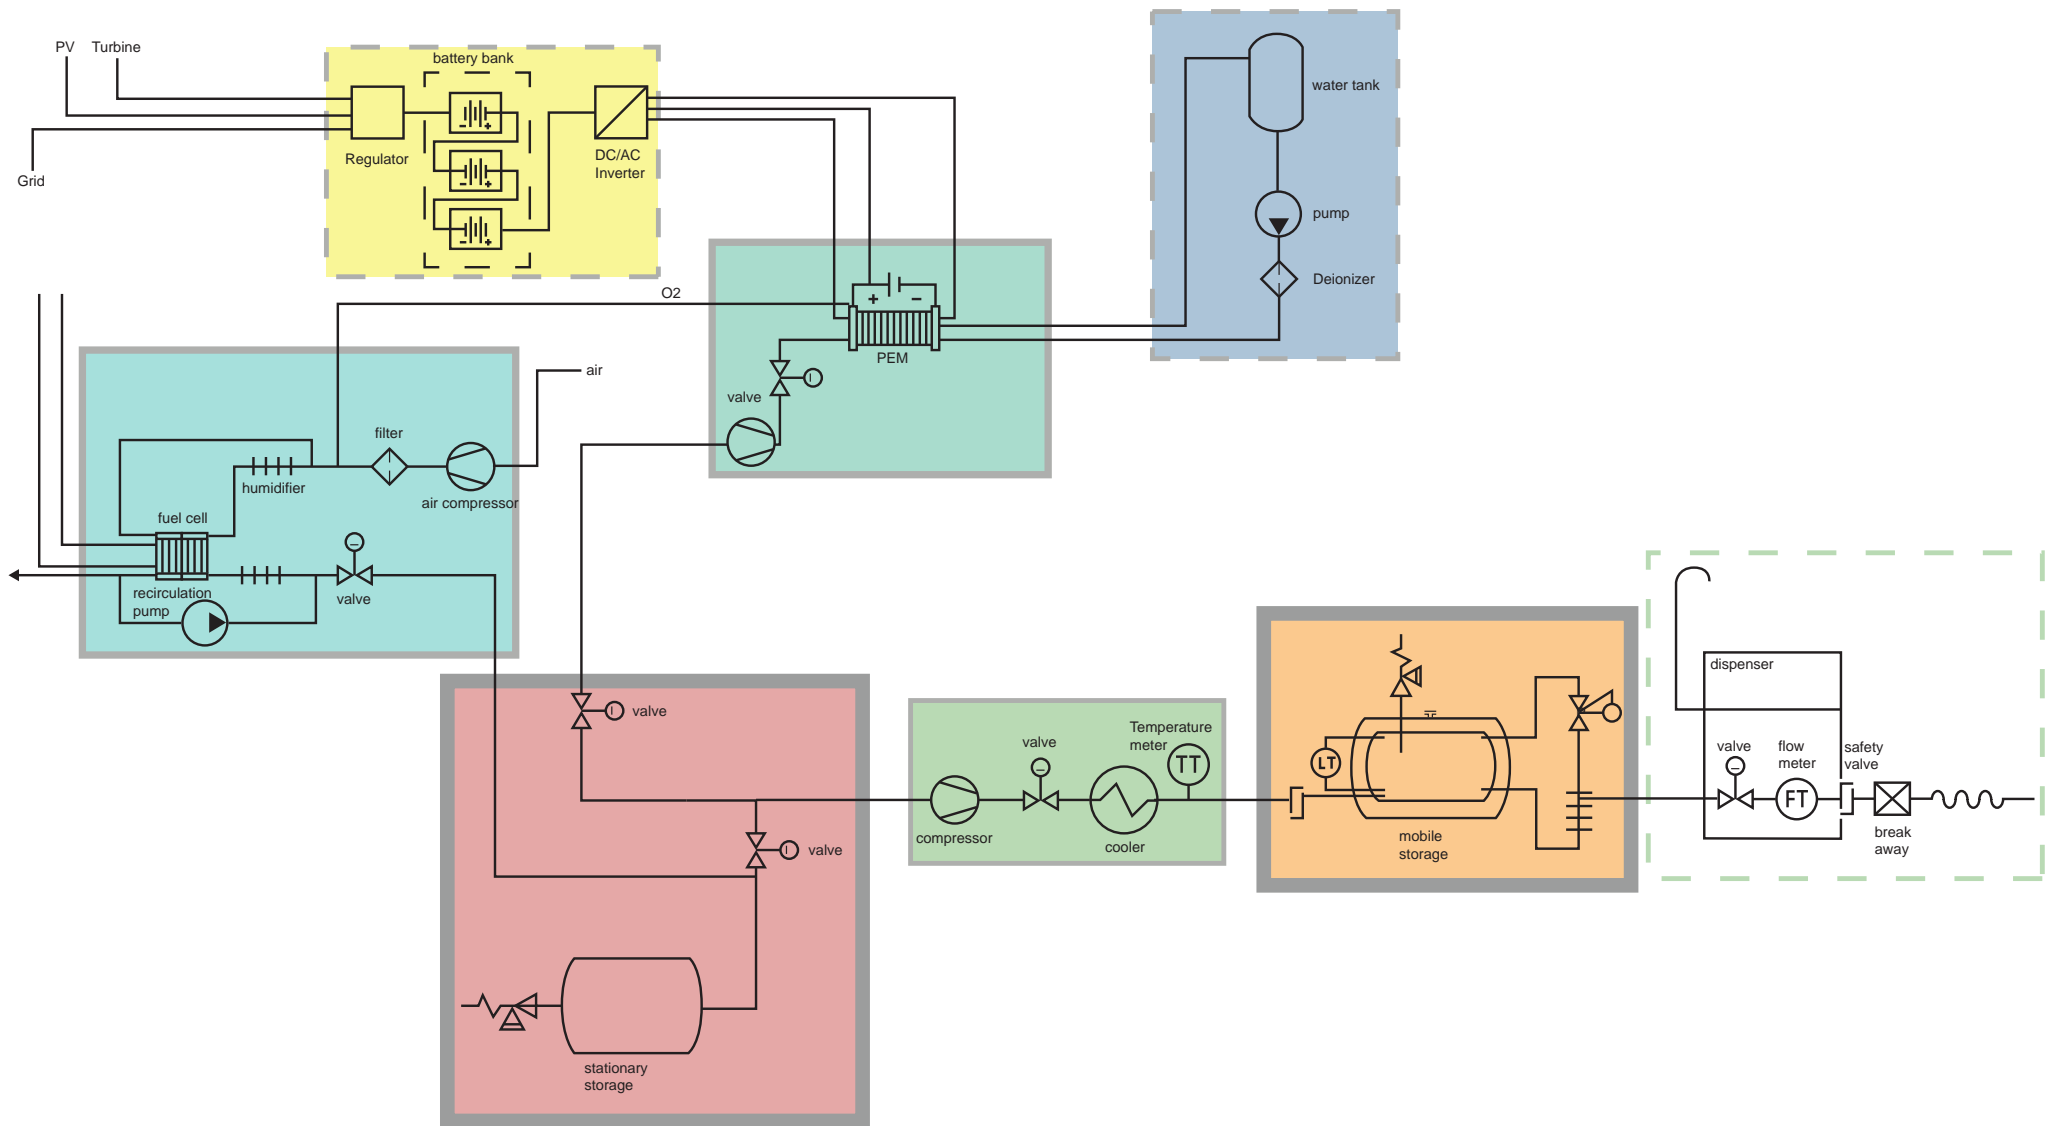 PV
Turbine
Grid
battery bank
Regulator
DC/AC
Inverter
water tank
pump
Deionizer
O2
PEM
valve
air
filter
humidifier
air compressor
fuel cell
recirculation
pump
valve
valve
valve
stationary
storage
compressor
valve
cooler
Temperature
meter
TT
LT
mobile
storage
dispenser
valve
flow
meter
FT
safety
valve
break
away